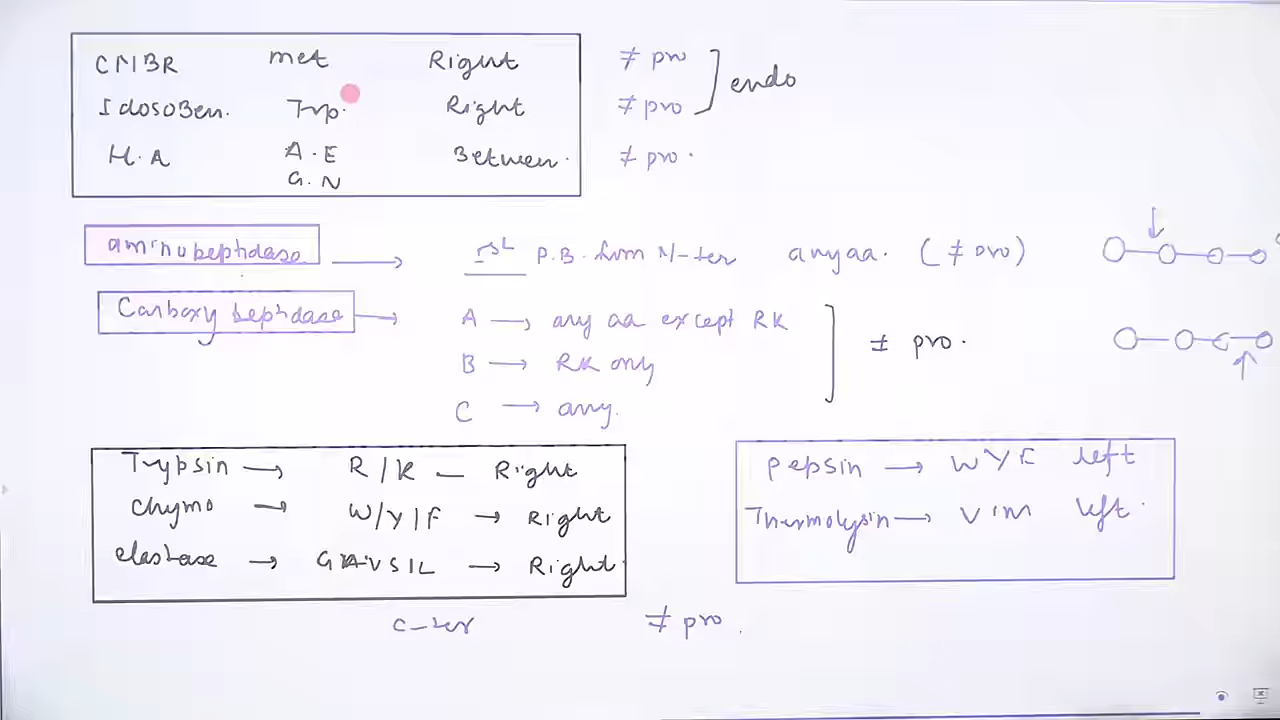 CNBR met Right ≠ pro
IdosoBen. Trp. Right ≠ pro ] endo
H.A A.E Between. ≠ pro.
G.N
aminopeptidase → 1st P.B. from N-ter any aa. (≠ pro)
Carboxy peptidase → A → any aa except RK
B → RK only ≠ pro.
C → any.
Trypsin → R/K — Right
chymo → W/Y/F → Right
elastase → GAVSIL → Right
C-ter ≠ pro.
Pepsin → WYF left
Thermolysin → VIM left.